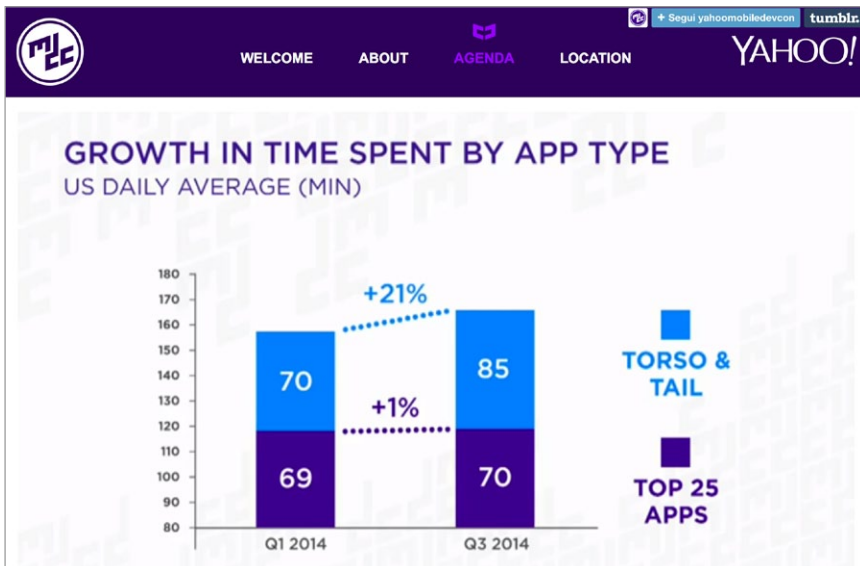 MDCC
+ Segui yahoomobiledevcon
tumblr.
WELCOME ABOUT AGENDA LOCATION
YAHOO!
GROWTH IN TIME SPENT BY APP TYPE
US DAILY AVERAGE (MIN)
180
170
160
150
140
130
120
110
100
90
80
+21%
70
85
+1%
69
70
Q1 2014
Q3 2014
TORSO &
TAIL
TOP 25
APPS